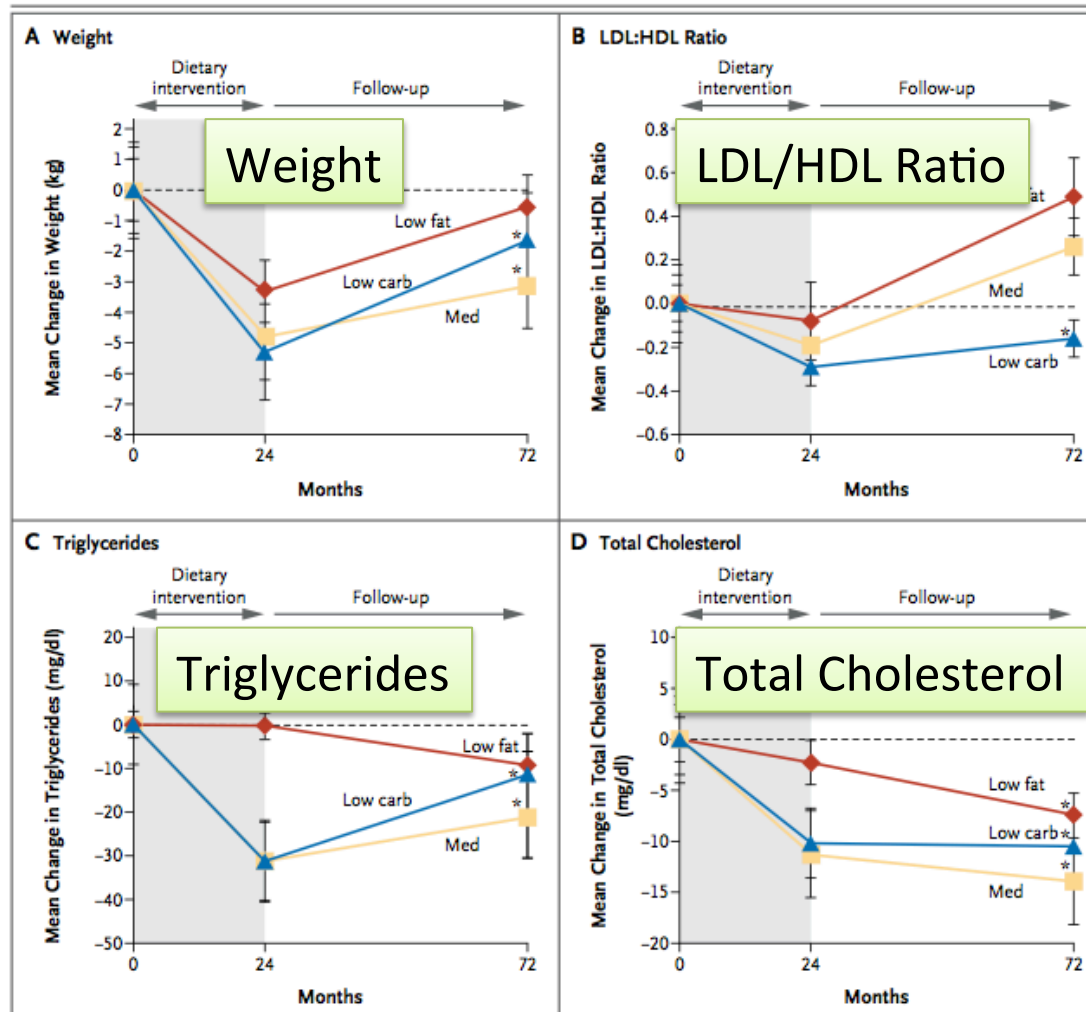 A Weight
Dietary
intervention
Follow-up
Weight
Mean Change in Weight (kg)
2
1
0
−1
−2
−3
−4
−5
−6
−7
−8
Low fat
*
*
Low carb
Med
0
24
72
Months
B LDL:HDL Ratio
Dietary
intervention
Follow-up
LDL/HDL Ratio
Mean Change in LDL:HDL Ratio
0.8
0.6
0.4
0.2
0.0
−0.2
−0.4
−0.6
Med
*
Low carb
0
24
72
Months
C Triglycerides
Dietary
intervention
Follow-up
Triglycerides
Mean Change in Triglycerides (mg/dl)
20
10
0
−10
−20
−30
−40
−50
Low fat
*
Low carb
*
Med
0
24
72
Months
D Total Cholesterol
Dietary
intervention
Follow-up
Total Cholesterol
Mean Change in Total Cholesterol
(mg/dl)
10
5
0
−5
−10
−15
−20
Low fat
*
Low carb
*
*
Med
0
24
72
Months